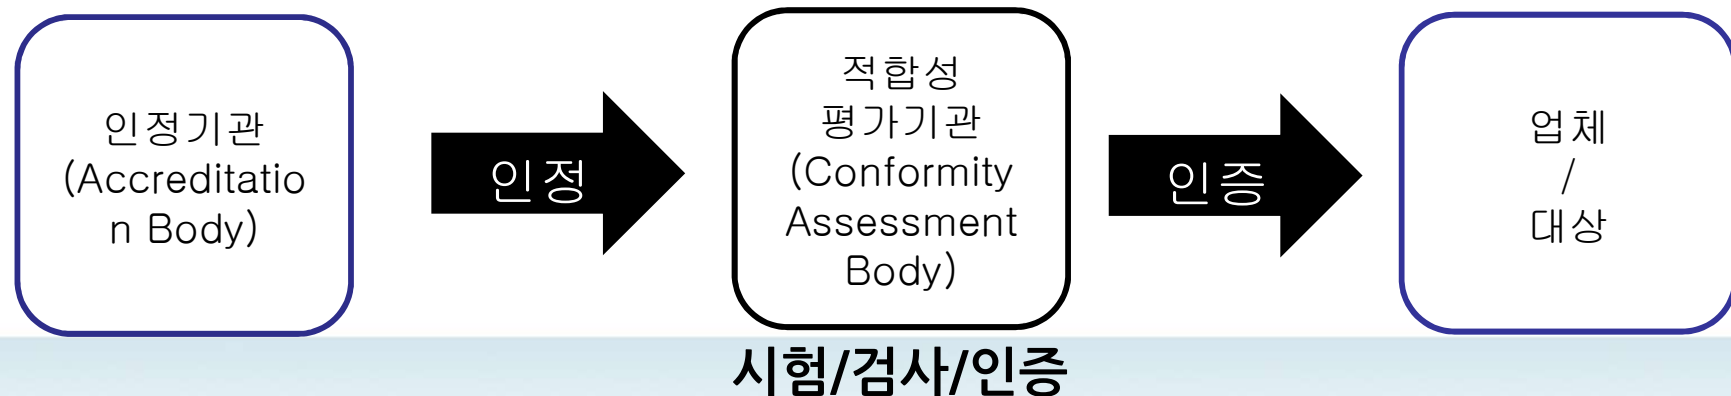 인정기관
(Accreditatio
n Body)
인정
적합성
평가기관
(Conformity
Assessment
Body)
인증
업체
/
대상
시험/검사/인증